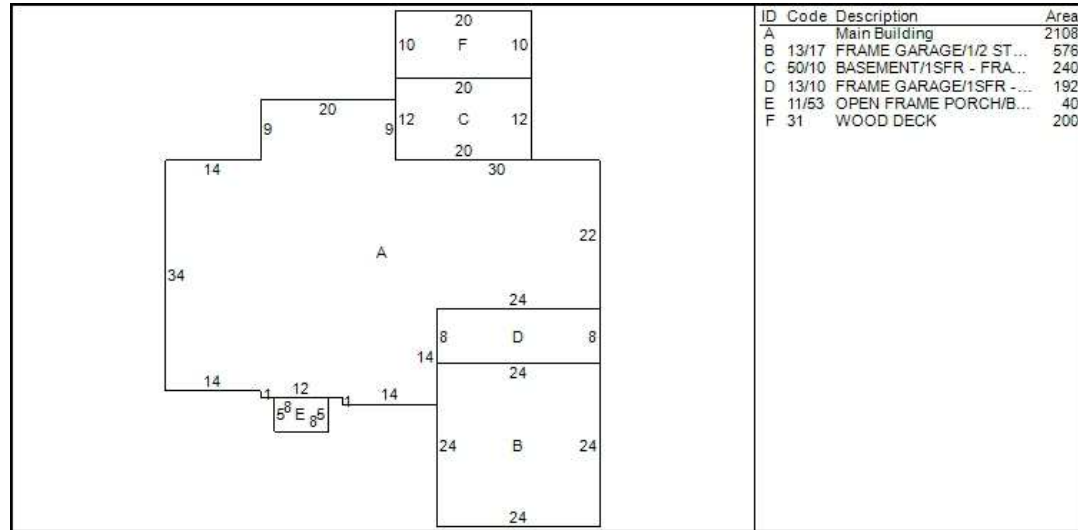 20
10 F 10
20
20
12 C 12
9 9
20
14
30
22
A
34
24
8 D 8
14
24
14
12
1
14
1
5 8 E 8 5
24 B 24
24
ID Code Description Area
A Main Building 2108
B 13/17 FRAME GARAGE/1/2 ST... 576
C 50/10 BASEMENT/1SFR - FRA... 240
D 13/10 FRAME GARAGE/1SFR -... 192
E 11/53 OPEN FRAME PORCH/B... 40
F 31 WOOD DECK 200